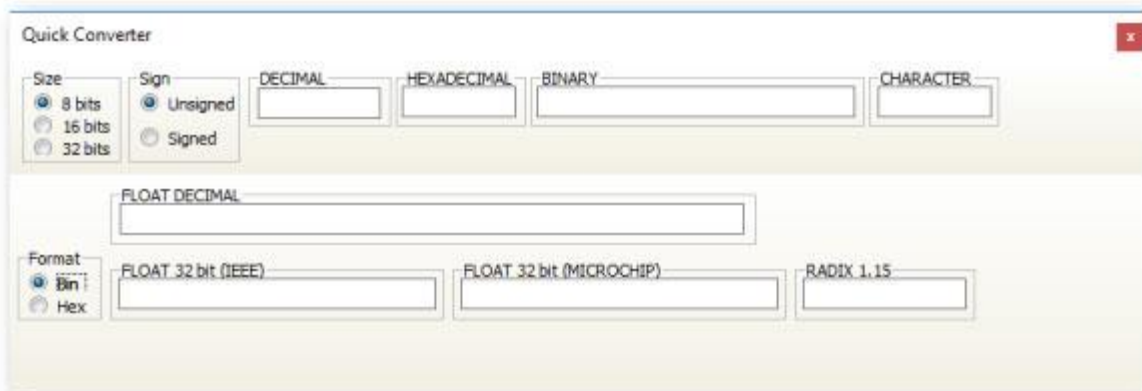 Quick Converter
x
Size
8 bits
16 bits
32 bits
Sign
Unsigned
Signed
DECIMAL
HEXADECIMAL
BINARY
CHARACTER
FLOAT DECIMAL
Format
Bin
Hex
FLOAT 32 bit (IEEE)
FLOAT 32 bit (MICROCHIP)
RADIX 1.15